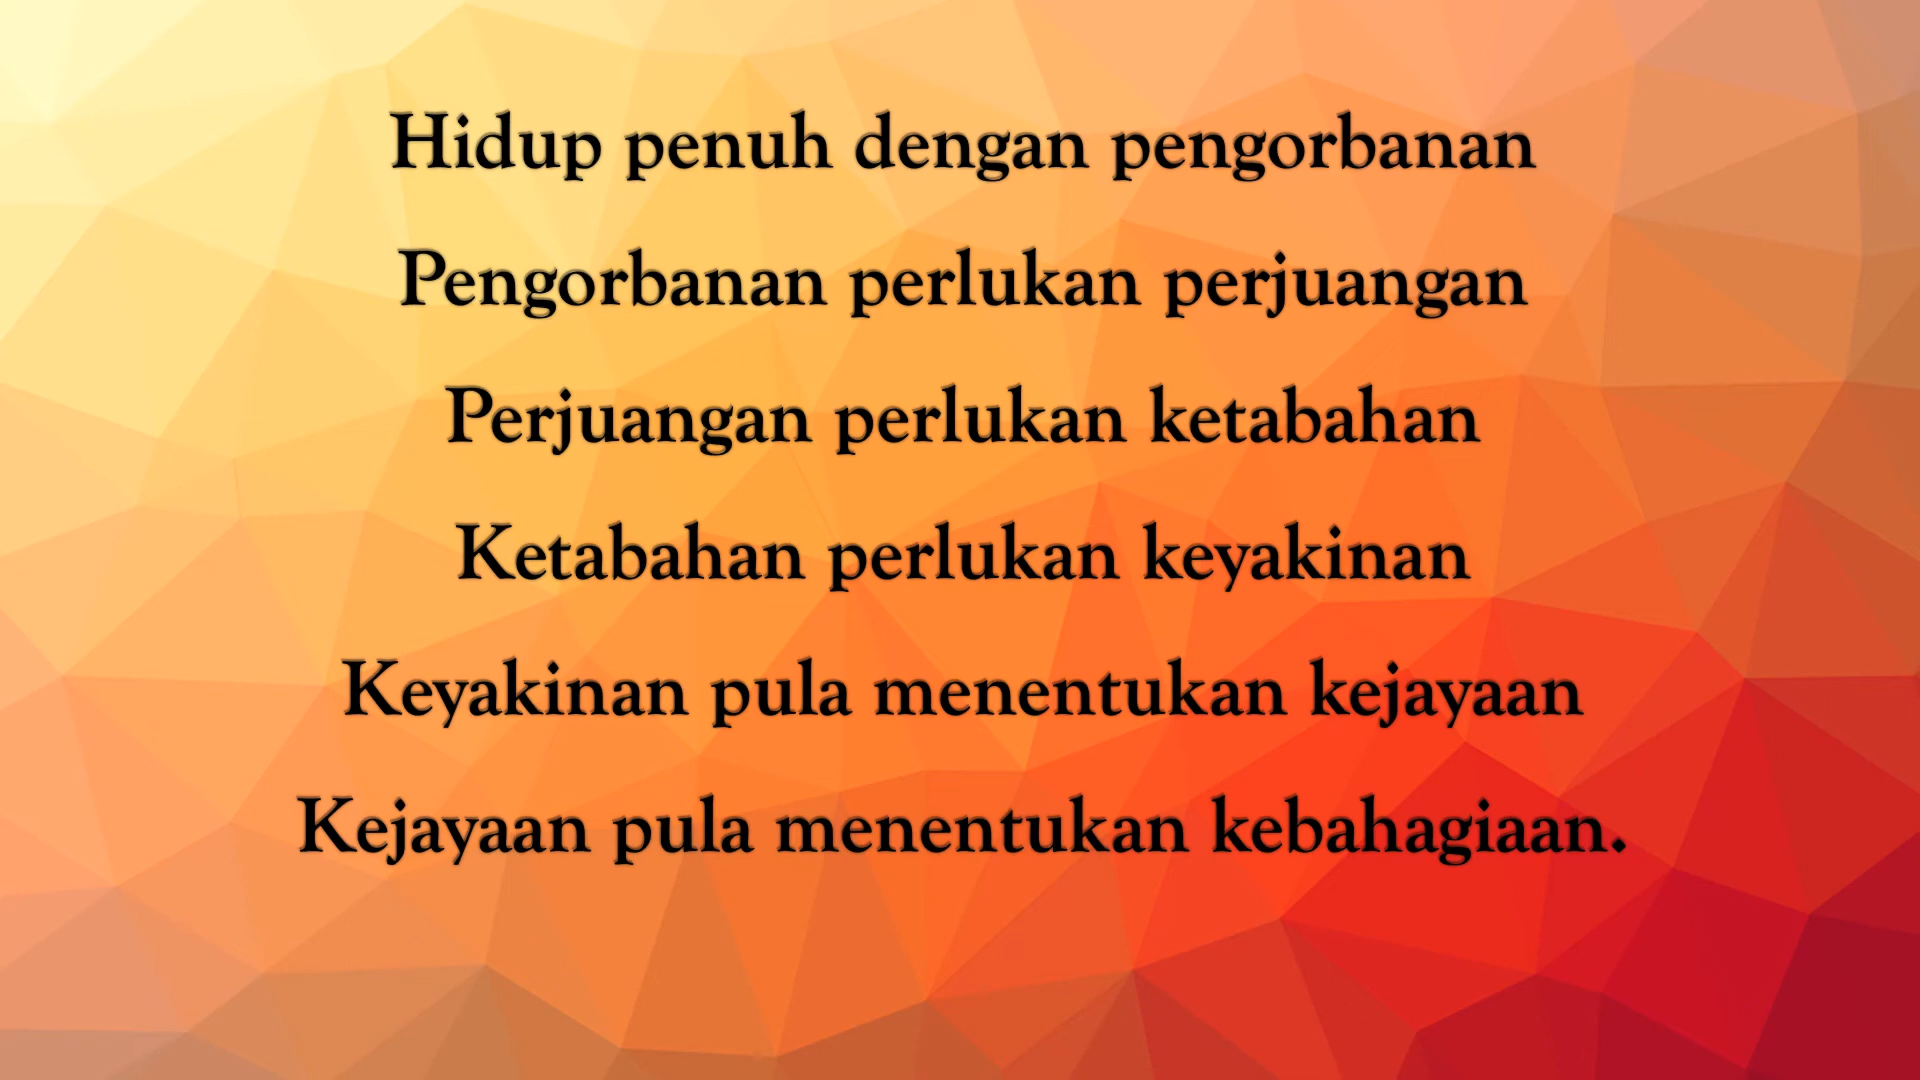 Hidup penuh dengan pengorbanan
Pengorbanan perlukan perjuangan
Perjuangan perlukan ketabahan
Ketabahan perlukan keyakinan
Keyakinan pula menentukan kejayaan
Kejayaan pula menentukan kebahagiaan.